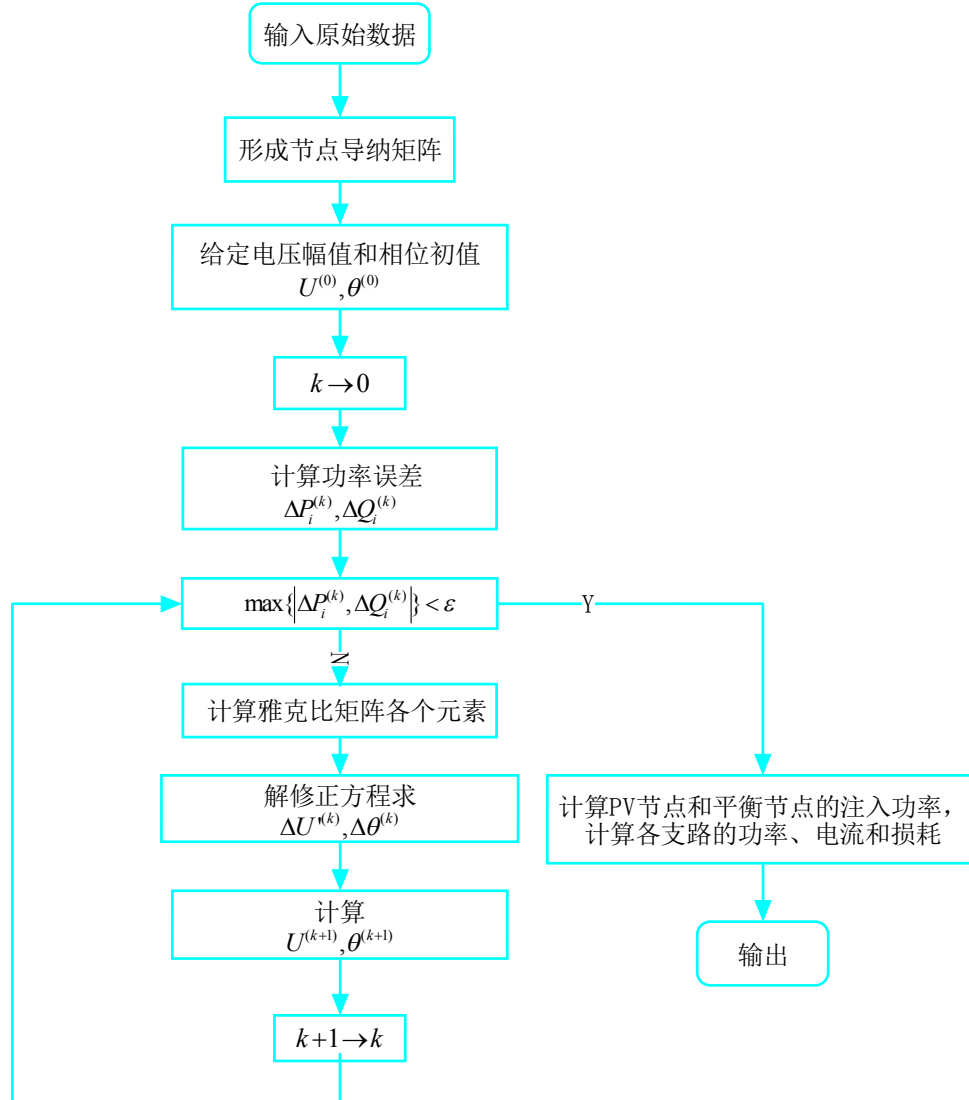 输入原始数据
形成节点导纳矩阵
给定电压幅值和相位初值
U^{(0)},θ^{(0)}
k→0
计算功率误差
ΔP_i^{(k)},ΔQ_i^{(k)}
max{|ΔP_i^{(k)},ΔQ_i^{(k)}|}<ε
Y
N
计算雅克比矩阵各个元素
解修正方程求
ΔU'^{(k)},Δθ^{(k)}
计算PV节点和平衡节点的注入功率，
计算各支路的功率、电流和损耗
计算
U^{(k+1)},θ^{(k+1)}
输出
k+1→k